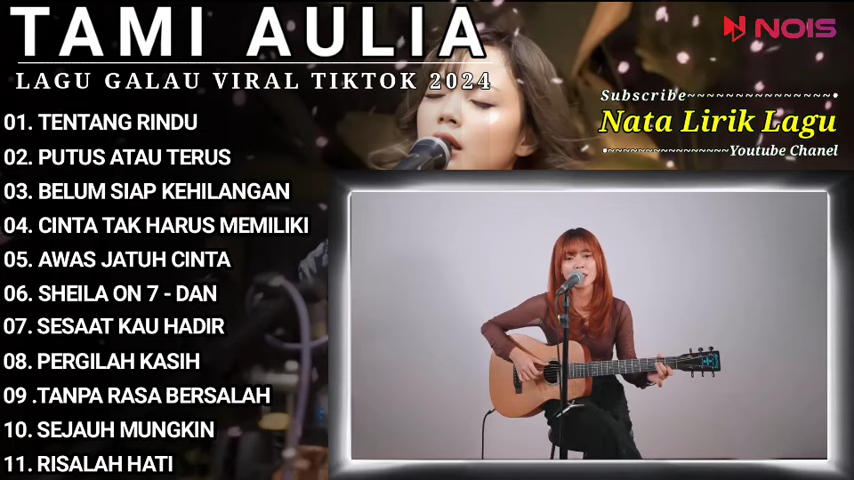 TAMI AULIA
LAGU GALAU VIRAL TIKTOK 2024
NOIS
Subscribe~~~~~~~~~~~~~~~•
Nata Lirik Lagu
•~~~~~~~~~~~~~~~~Youtube Chanel
01. TENTANG RINDU
02. PUTUS ATAU TERUS
03. BELUM SIAP KEHILANGAN
04. CINTA TAK HARUS MEMILIKI
05. AWAS JATUH CINTA
06. SHEILA ON 7 - DAN
07. SESAAT KAU HADIR
08. PERGILAH KASIH
09 .TANPA RASA BERSALAH
10. SEJAUH MUNGKIN
11. RISALAH HATI